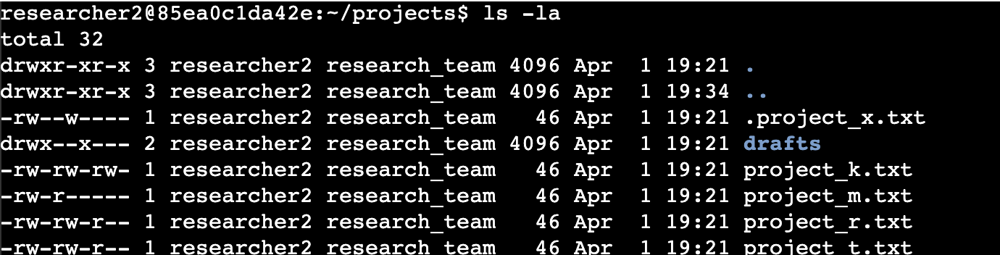 researcher2@85ea0c1da42e:~/projects$ ls -la
total 32
drwxr-xr-x 3 researcher2 research_team 4096 Apr  1 19:21 .
drwxr-xr-x 3 researcher2 research_team 4096 Apr  1 19:34 ..
-rw--w---- 1 researcher2 research_team   46 Apr  1 19:21 .project_x.txt
drwx--x--- 2 researcher2 research_team 4096 Apr  1 19:21 drafts
-rw-rw-rw- 1 researcher2 research_team   46 Apr  1 19:21 project_k.txt
-rw-r----- 1 researcher2 research_team   46 Apr  1 19:21 project_m.txt
-rw-rw-r-- 1 researcher2 research_team   46 Apr  1 19:21 project_r.txt
-rw-rw-r-- 1 researcher2 research_team   46 Apr  1 19:21 project_t.txt